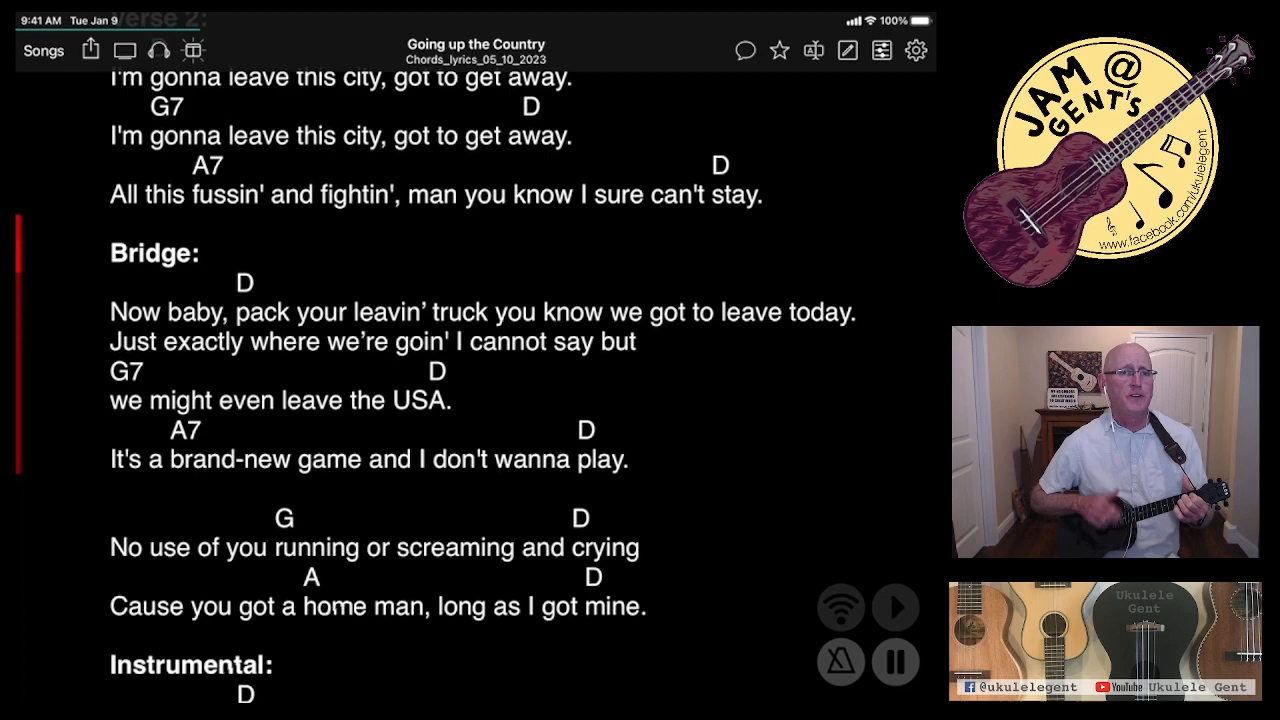 9:41 AM Tue Jan 9
100%
Verse 2:
Songs
Going up the Country
Chords_lyrics_05_10_2023
I'm gonna leave this city, got to get away.
G7 D
I'm gonna leave this city, got to get away.
A7 D
All this fussin' and fightin', man you know I sure can't stay.
Bridge:
D
Now baby, pack your leavin’ truck you know we got to leave today.
Just exactly where we’re goin' I cannot say but
G7 D
we might even leave the USA.
A7 D
It's a brand-new game and I don't wanna play.
G D
No use of you running or screaming and crying
A D
Cause you got a home man, long as I got mine.
Instrumental:
D
JAM @
GENT'S
www.facebook.com/ukulelegent
Ukulele
Gent
@ukulelegent YouTube Ukulele Gent